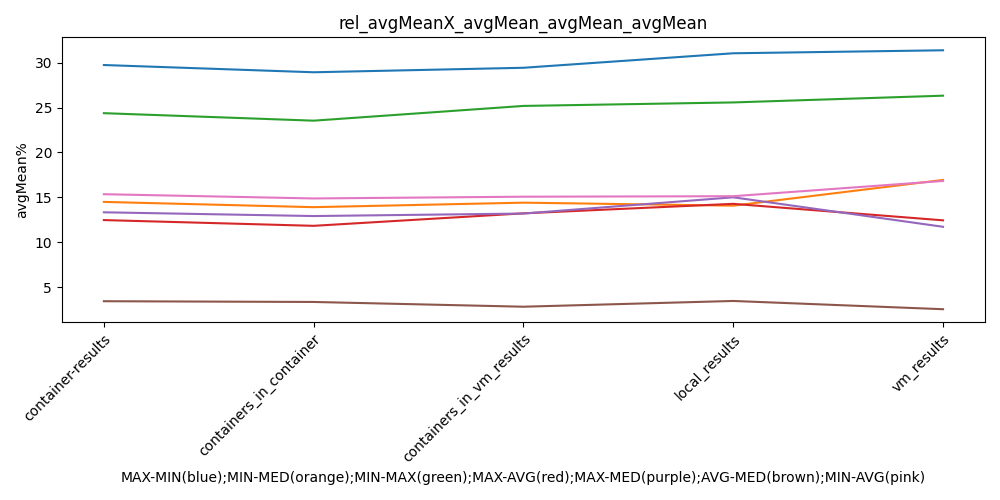 rel_avgMeanX_avgMean_avgMean_avgMean
avgMean%
30
25
20
15
10
5
container-results
containers_in_container
containers_in_vm_results
local_results
vm_results
MAX-MIN(blue);MIN-MED(orange);MIN-MAX(green);MAX-AVG(red);MAX-MED(purple);AVG-MED(brown);MIN-AVG(pink)